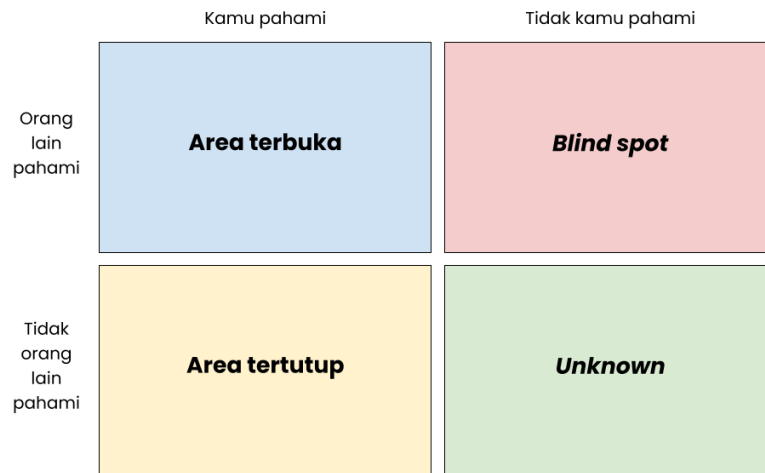 Kamu pahami
Tidak kamu pahami
Orang
lain
pahami
Area terbuka
Blind spot
Tidak
orang
lain
pahami
Area tertutup
Unknown